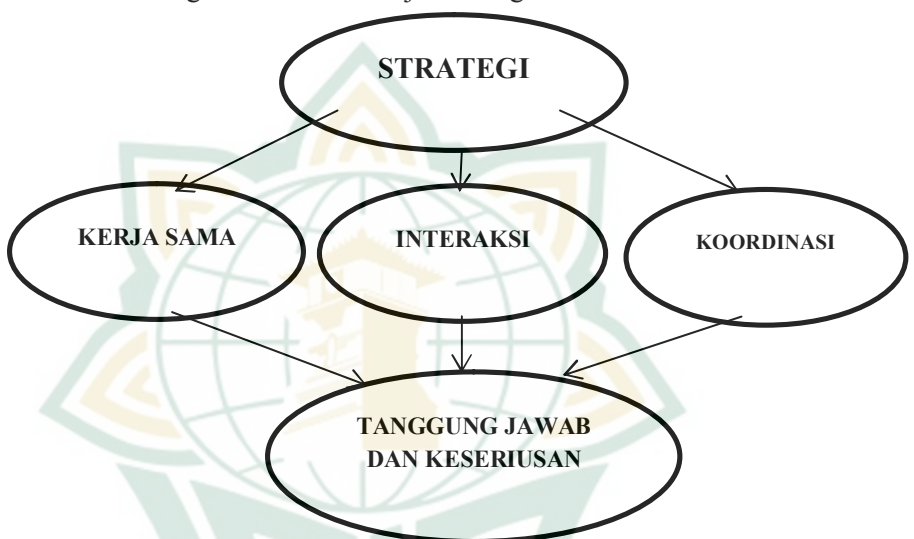 STRATEGI
KERJA SAMA
INTERAKSI
KOORDINASI
TANGGUNG JAWAB
DAN KESERIUSAN